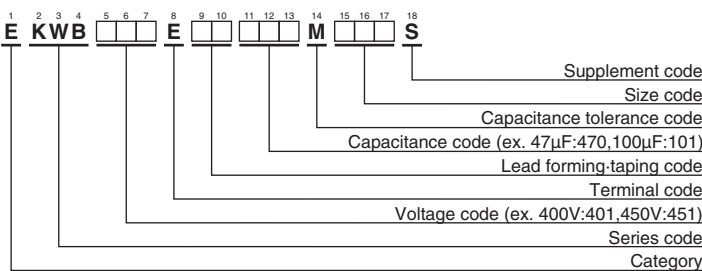 1 2 3 4 5 6 7 8 9 10 11 12 13 14 15 16 17 18
E KWB E M S
Supplement code
Size code
Capacitance tolerance code
Capacitance code (ex. 47µF:470,100µF:101)
Lead forming·taping code
Terminal code
Voltage code (ex. 400V:401,450V:451)
Series code
Category